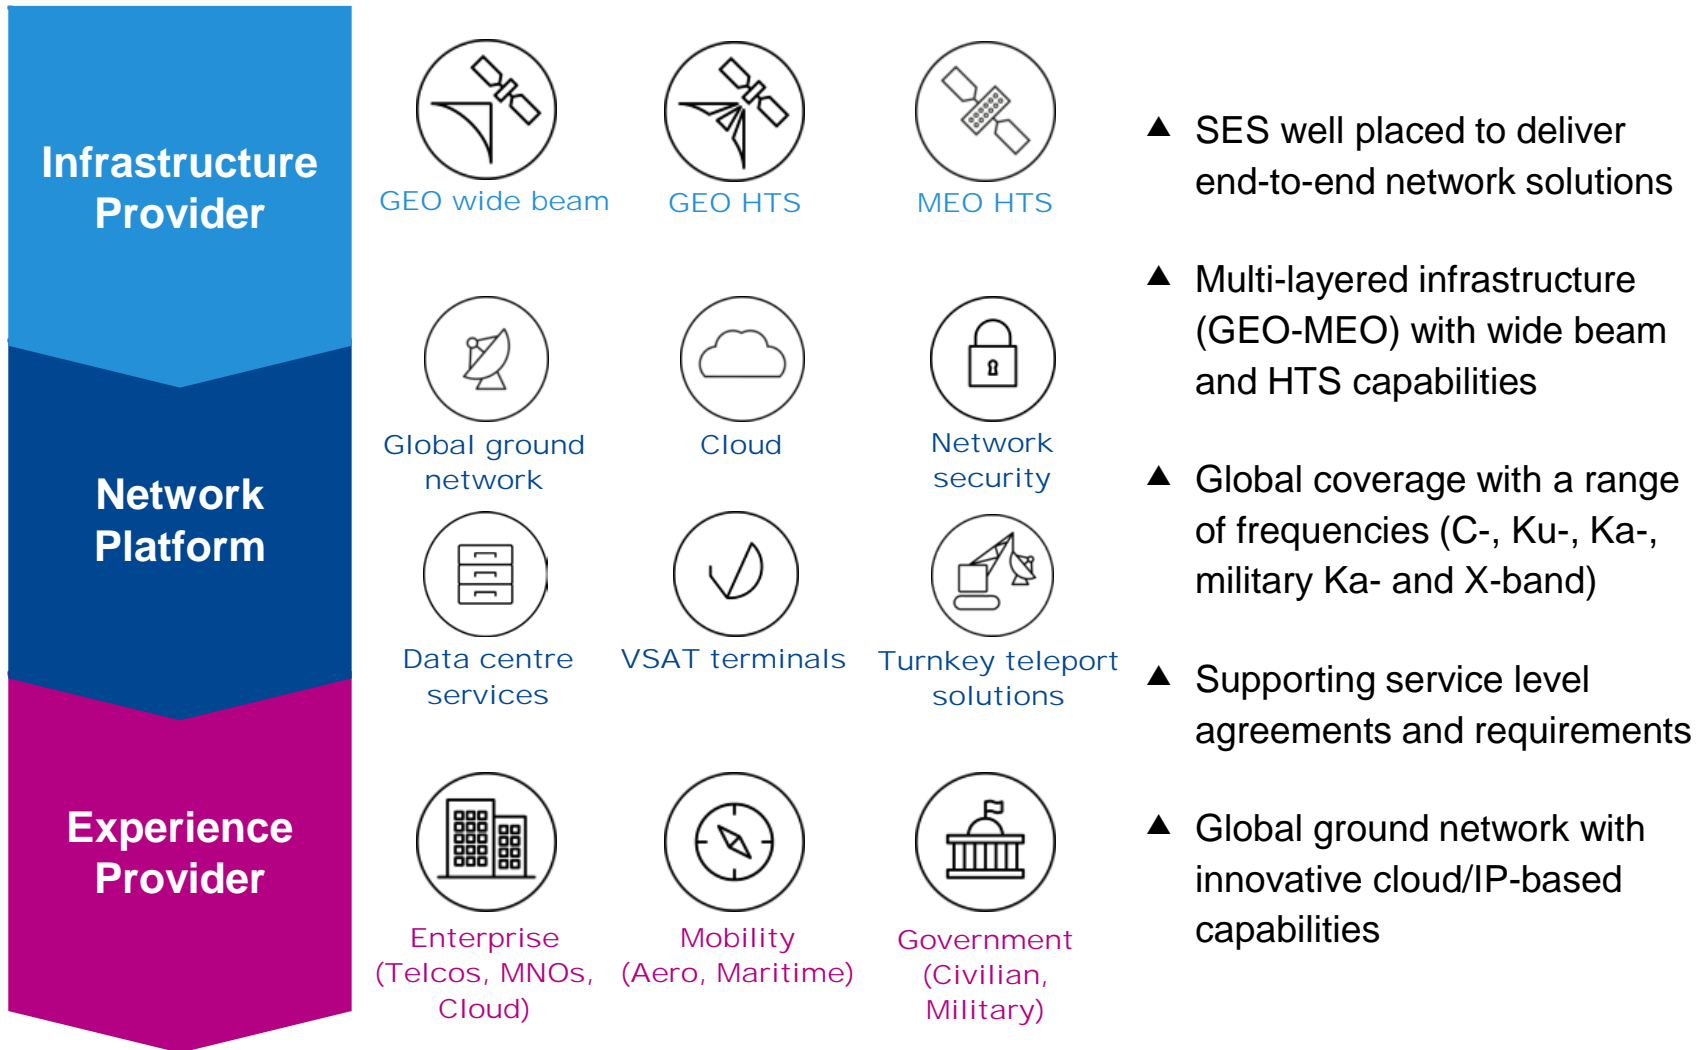 Infrastructure
Provider
GEO wide beam
GEO HTS
MEO HTS
Network
Platform
Global ground
network
Cloud
Network
security
Data centre
services
VSAT terminals
Turnkey teleport
solutions
Experience
Provider
Enterprise
(Telcos, MNOs,
Cloud)
Mobility
(Aero, Maritime)
Government
(Civilian,
Military)
▲ SES well placed to deliver
end-to-end network solutions
▲ Multi-layered infrastructure
(GEO-MEO) with wide beam
and HTS capabilities
▲ Global coverage with a range
of frequencies (C-, Ku-, Ka-,
military Ka- and X-band)
▲ Supporting service level
agreements and requirements
▲ Global ground network with
innovative cloud/IP-based
capabilities